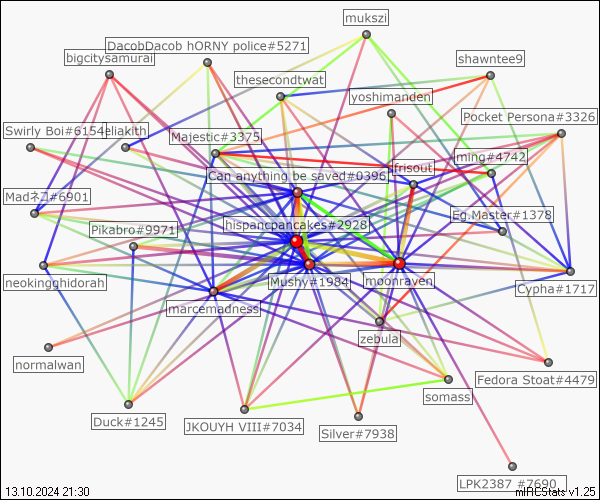 mukszi
DacobDacob hORNY police#5271
bigcitysamurai
shawntee9
thesecondtwat
yoshimanden
Pocket Persona#3326
Swirly Boi#6154
eliakith
Majestic#3375
ming#4742
frisout
Can anything be saved#0396
Madネコ#6901
Eg.Master#1378
hispancpancakes#2928
Pikabro#9971
neokingghidorah
Mushy#1984
moonraven
Cypha#1717
marcemadness
zebula
normalwan
Fedora Stoat#4479
somass
Duck#1245
JKOUYH VIII#7034
Silver#7938
LPK2387 #7690
13.10.2024 21:30
mIRCStats v1.25